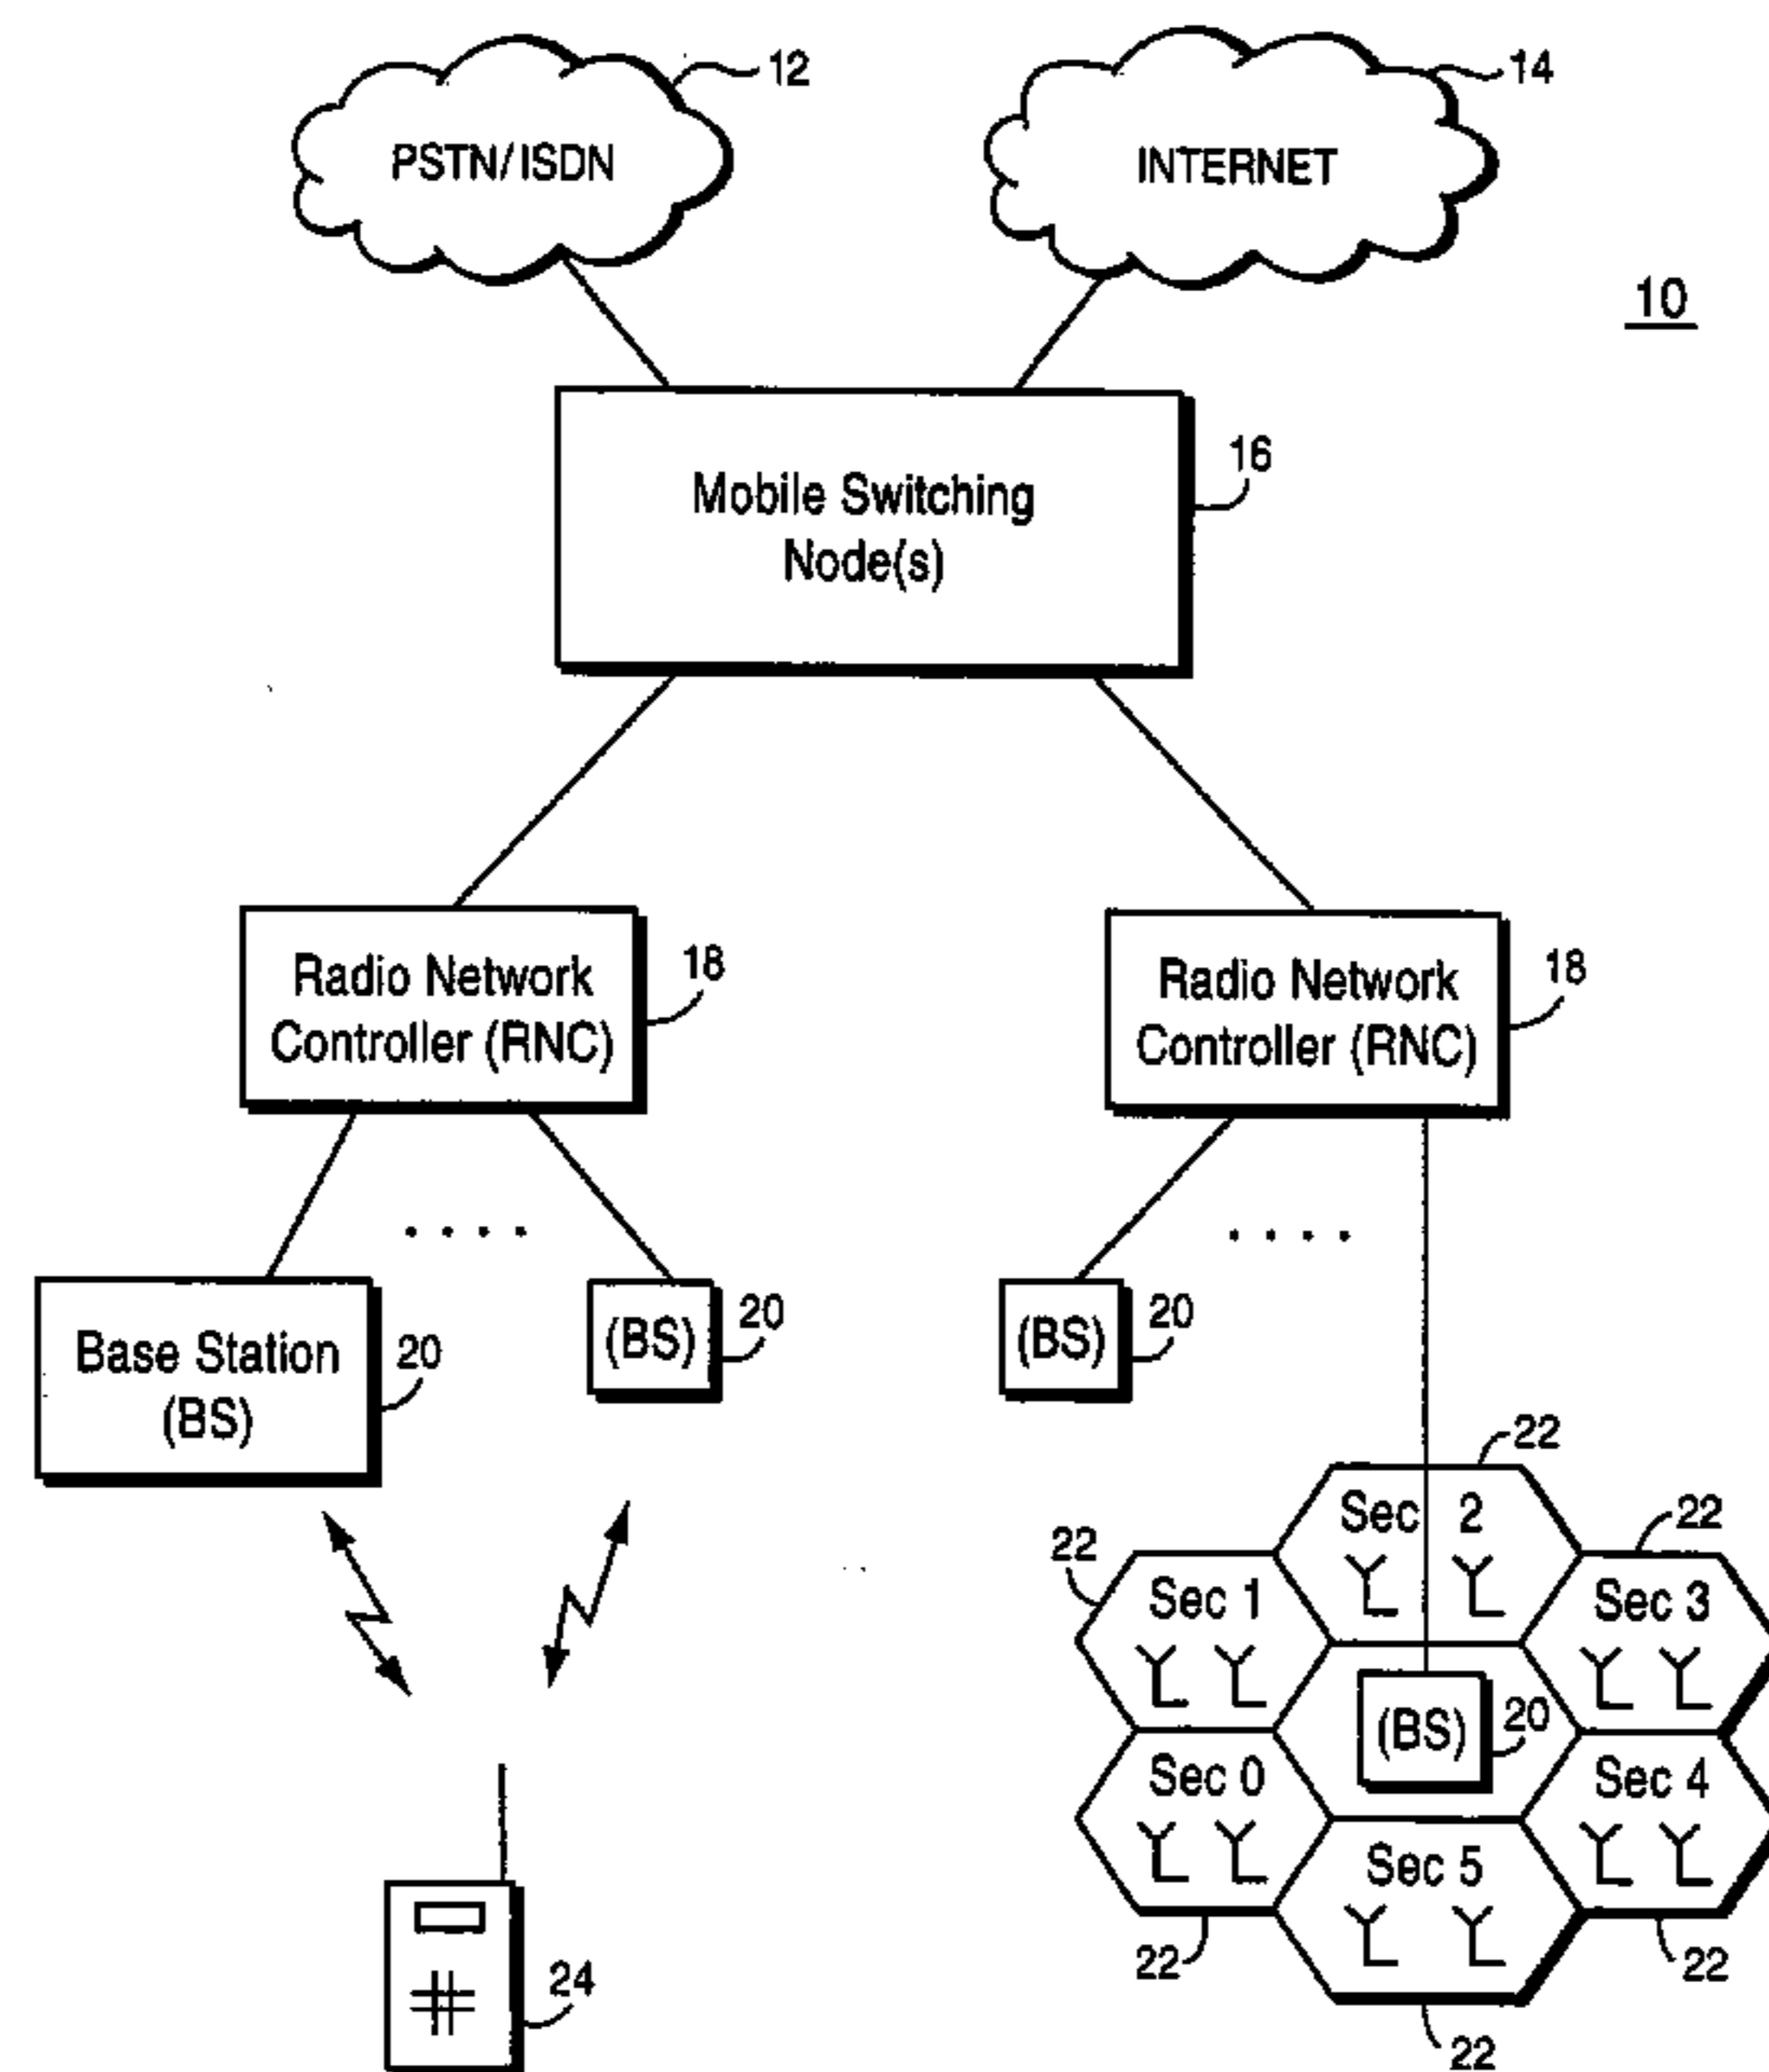 12
14
PSTN/ISDN
INTERNET
10
16
Mobile Switching
Node(s)
18
Radio Network
Controller (RNC)
18
Radio Network
Controller (RNC)
. . . .
. . . .
Base Station
(BS)
20
(BS)
20
(BS)
20
22
Sec 2
22
22
Sec 1
Sec 3
(BS)
20
Sec 0
Sec 4
Sec 5
22
22
22
24
#